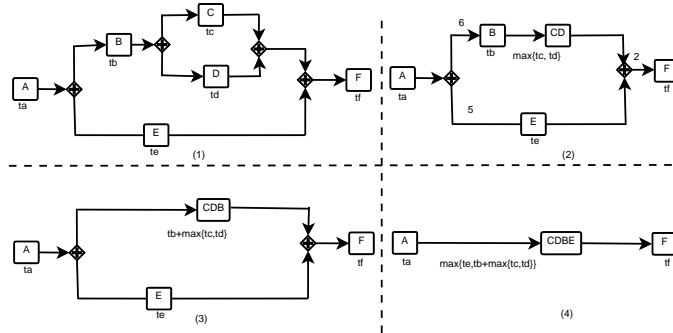 C
tc
B
tb
D
td
A
ta
F
tf
E
te
(1)
6
B
tb
CD
max{tc, td}
2
A
ta
F
tf
5
E
te
(2)
CDB
tb+max{tc,td}
A
ta
F
tf
E
te
(3)
A
ta
CDBE
max{te,tb+max{tc,td}}
F
tf
(4)